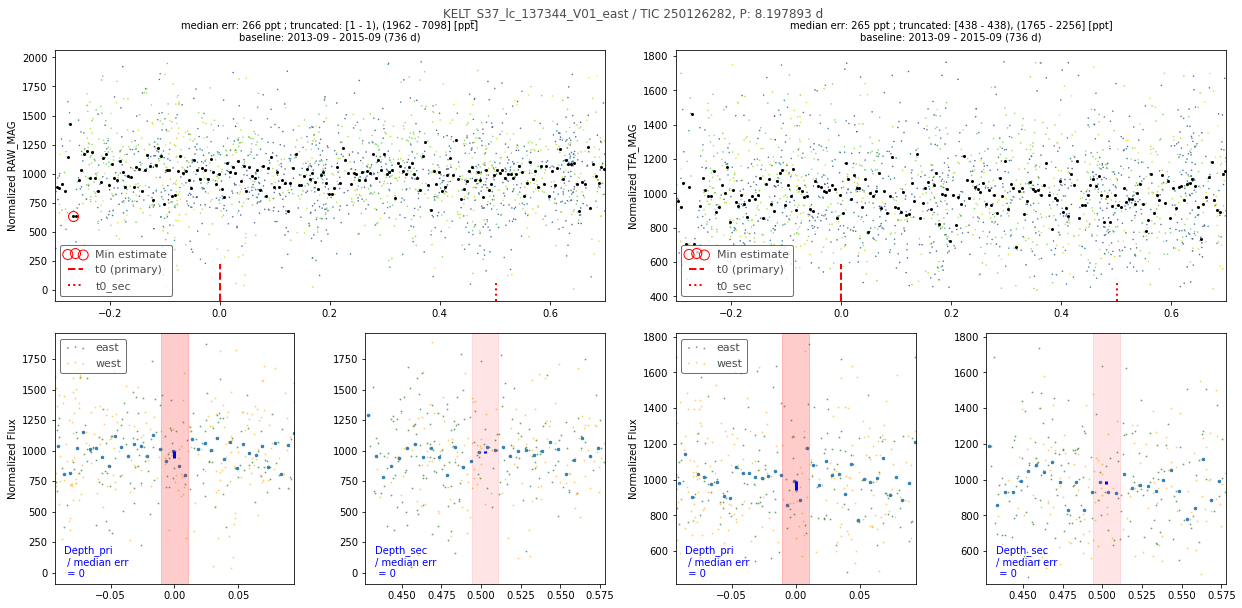 KELT_S37_lc_137344_V01_east / TIC 250126282, P: 8.197893 d
median err: 266 ppt ; truncated: [1 - 1), (1962 - 7098] [ppt]
baseline: 2013-09 - 2015-09 (736 d)
Normalized RAW_MAG
2000
1750
1500
1250
1000
750
500
250
0
Min estimate
t0 (primary)
t0_sec
−0.2
0.0
0.2
0.4
0.6
median err: 265 ppt ; truncated: [438 - 438), (1765 - 2256] [ppt]
baseline: 2013-09 - 2015-09 (736 d)
Normalized TFA_MAG
1800
1600
1400
1200
1000
800
600
400
Min estimate
t0 (primary)
t0_sec
−0.2
0.0
0.2
0.4
0.6
Normalized Flux
1750
1500
1250
1000
750
500
250
0
east
west
Depth_pri
/ median err
= 0
−0.05
0.00
0.05
1750
1500
1250
1000
750
500
250
0
Depth_sec
/ median err
= 0
0.450
0.475
0.500
0.525
0.550
0.575
Normalized Flux
1800
1600
1400
1200
1000
800
600
east
west
Depth_pri
/ median err
= 0
−0.05
0.00
0.05
1800
1600
1400
1200
1000
800
600
Depth_sec
/ median err
= 0
0.450
0.475
0.500
0.525
0.550
0.575